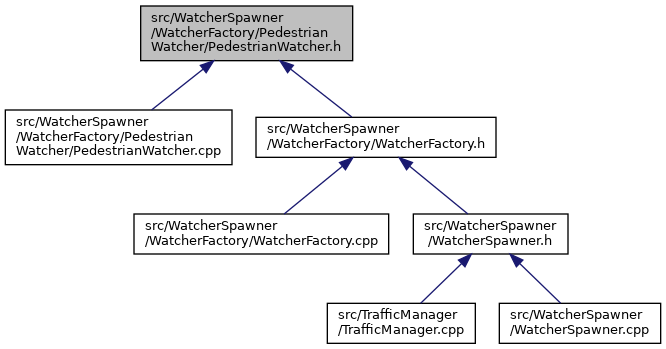 src/WatcherSpawner
/WatcherFactory/Pedestrian
Watcher/PedestrianWatcher.h
src/WatcherSpawner
/WatcherFactory/Pedestrian
Watcher/PedestrianWatcher.cpp
src/WatcherSpawner
/WatcherFactory/WatcherFactory.h
src/WatcherSpawner
/WatcherFactory/WatcherFactory.cpp
src/WatcherSpawner
/WatcherSpawner.h
src/TrafficManager
/TrafficManager.cpp
src/WatcherSpawner
/WatcherSpawner.cpp